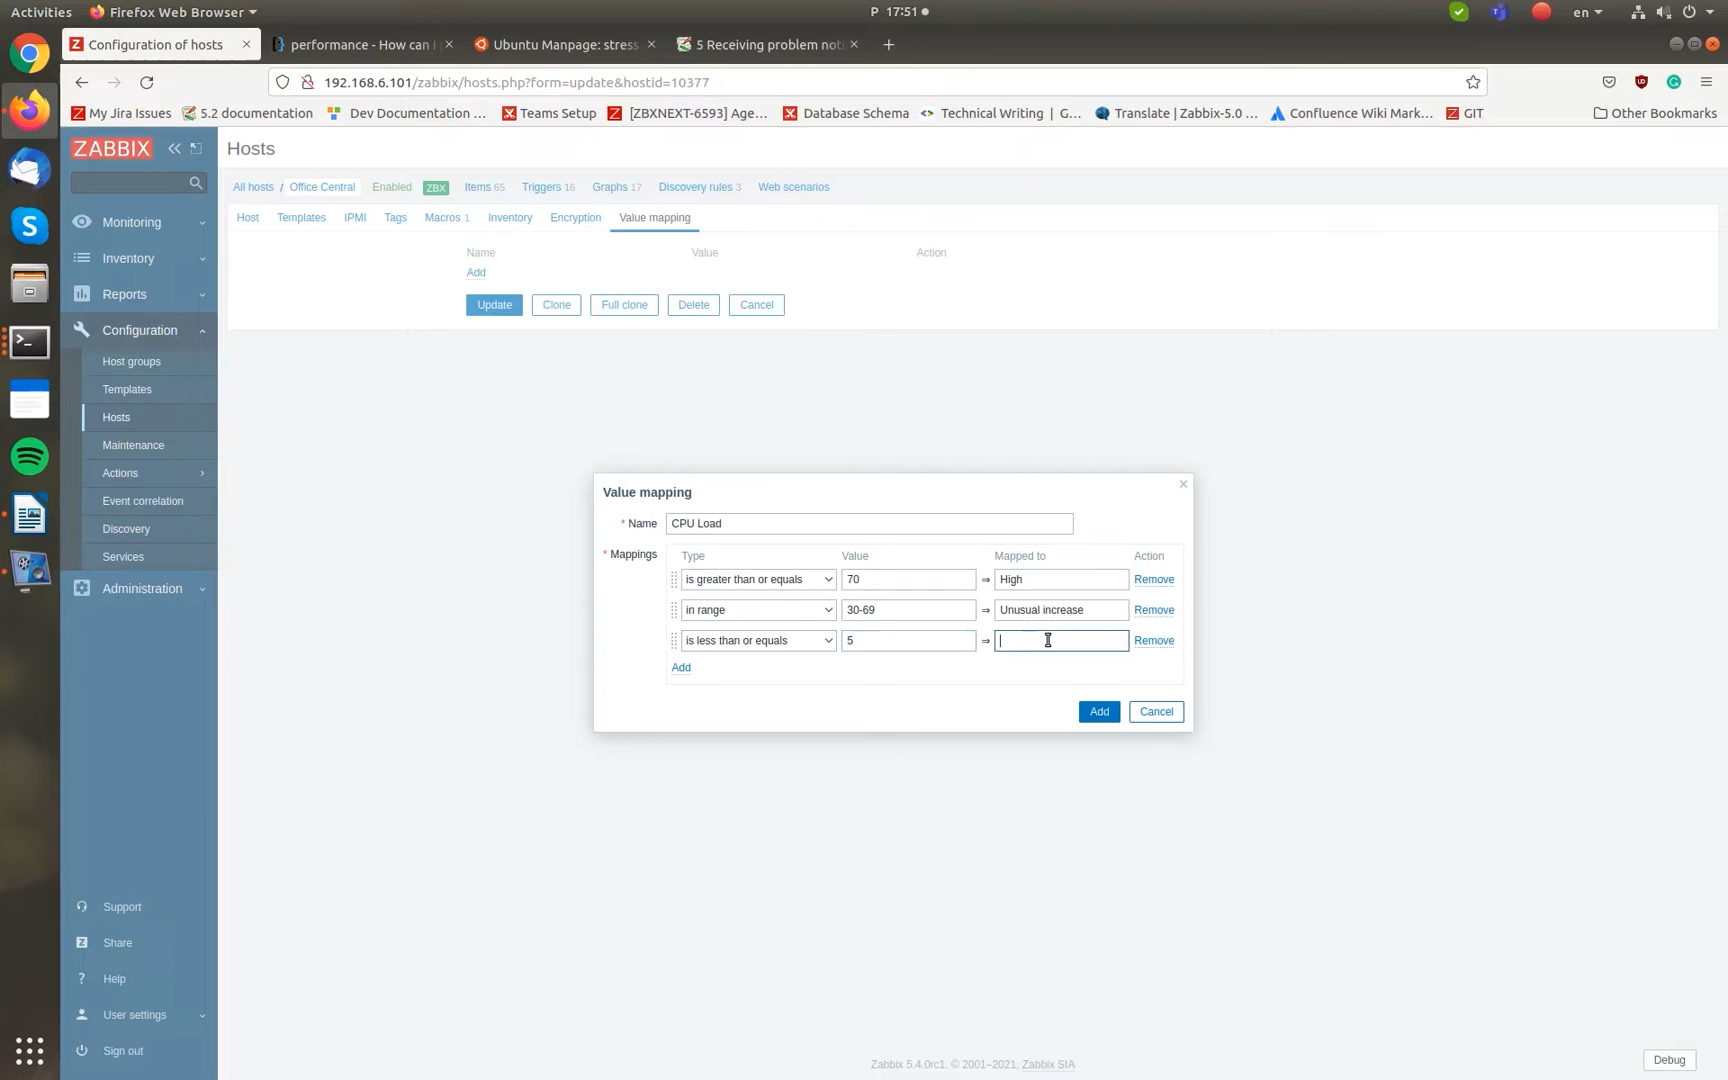 Activities Firefox Web Browser P 17:51 en
Configuration of hosts performance - How can I Ubuntu Manpage: stress 5 Receiving problem noti
192.168.6.101/zabbix/hosts.php?form=update&hostid=10377
My Jira Issues 5.2 documentation Dev Documentation ... Teams Setup [ZBXNEXT-6593] Age... Database Schema Technical Writing | G... Translate | Zabbix-5.0 ... Confluence Wiki Mark... GIT Other Bookmarks
ZABBIX
Hosts
All hosts / Office Central Enabled ZBX Items 65 Triggers 16 Graphs 17 Discovery rules 3 Web scenarios
Host Templates IPMI Tags Macros 1 Inventory Encryption Value mapping
Name Value Action
Add
Update Clone Full clone Delete Cancel
Monitoring
Inventory
Reports
Configuration
Host groups
Templates
Hosts
Maintenance
Actions
Event correlation
Discovery
Services
Administration
Support
Share
Help
User settings
Sign out
Value mapping
* Name CPU Load
* Mappings Type Value Mapped to Action
is greater than or equals 70 ⇒ High Remove
in range 30-69 ⇒ Unusual increase Remove
is less than or equals 5 ⇒ Remove
Add
Add Cancel
Zabbix 5.4.0rc1. © 2001–2021, Zabbix SIA
Debug